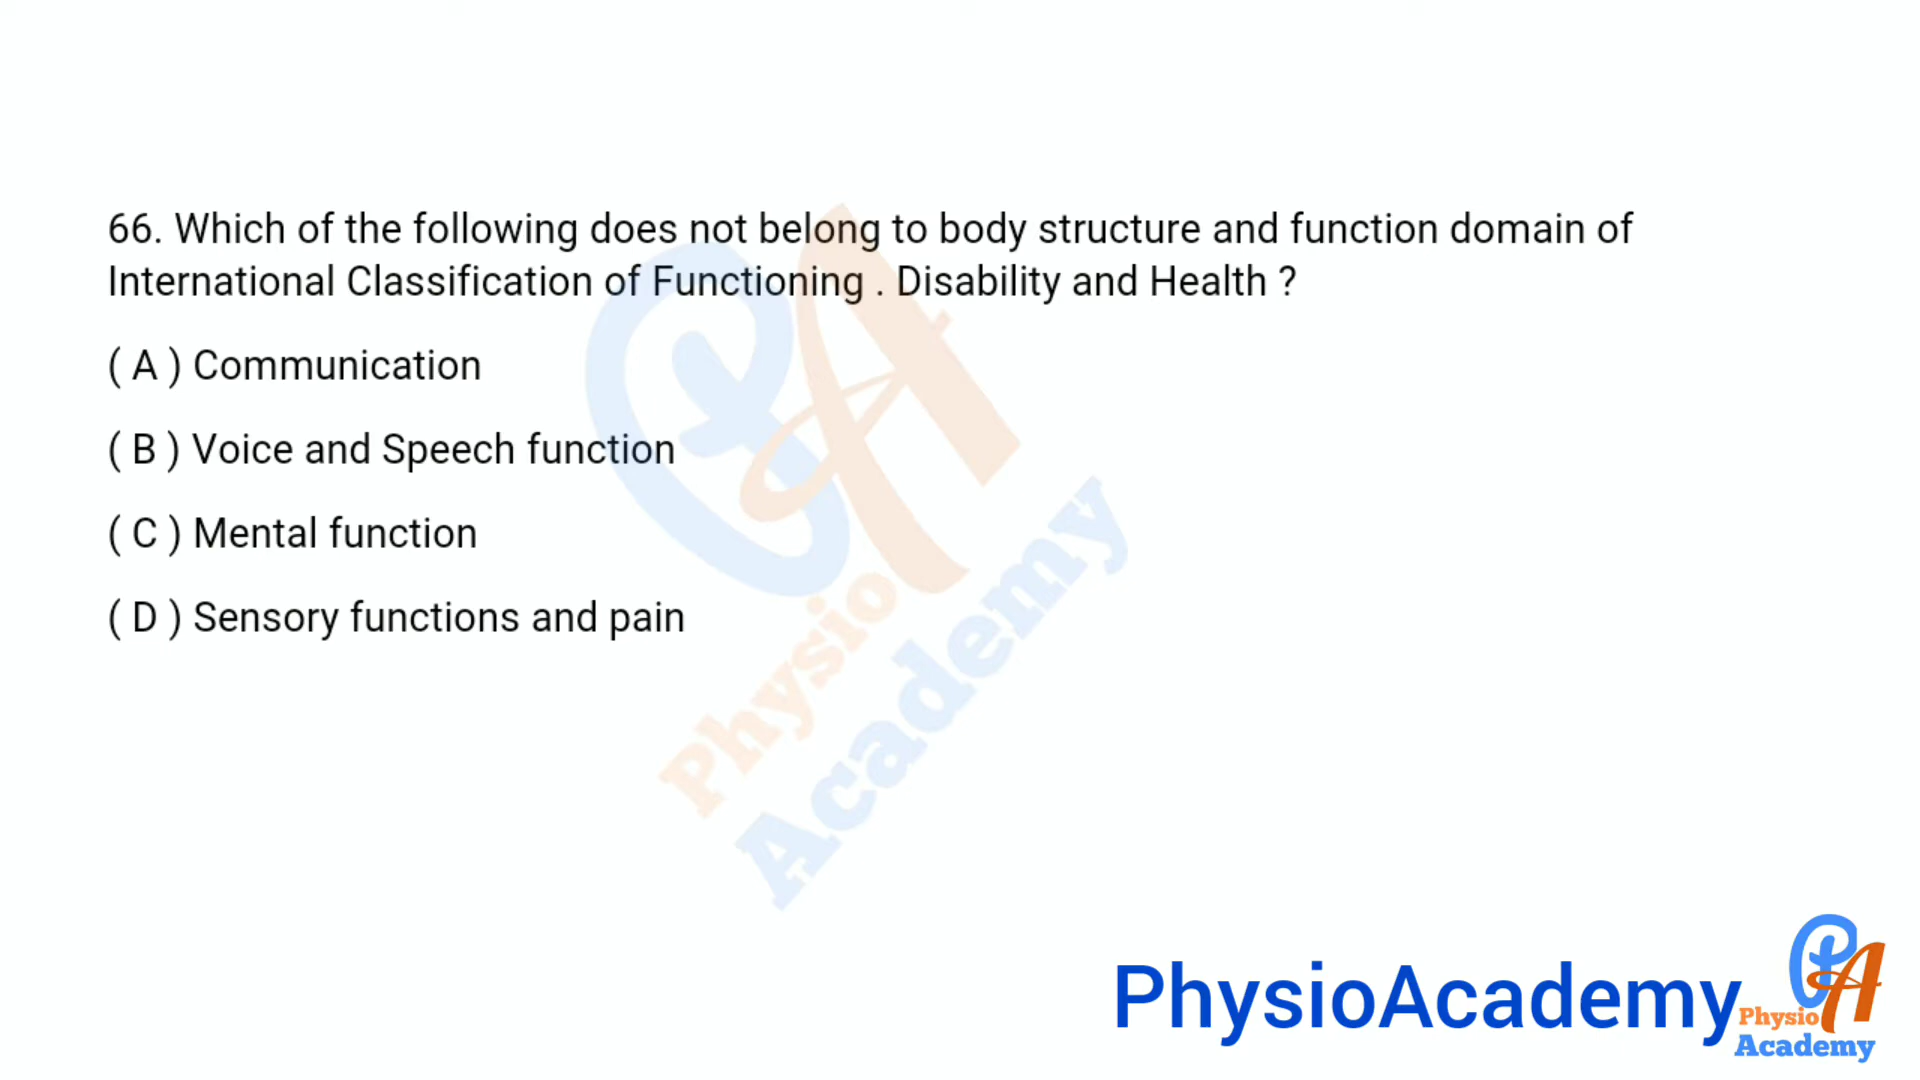 66. Which of the following does not belong to body structure and function domain of
International Classification of Functioning . Disability and Health ?
( A ) Communication
( B ) Voice and Speech function
( C ) Mental function
( D ) Sensory functions and pain
Physio
Academy
PhysioAcademy
Physio
Academy